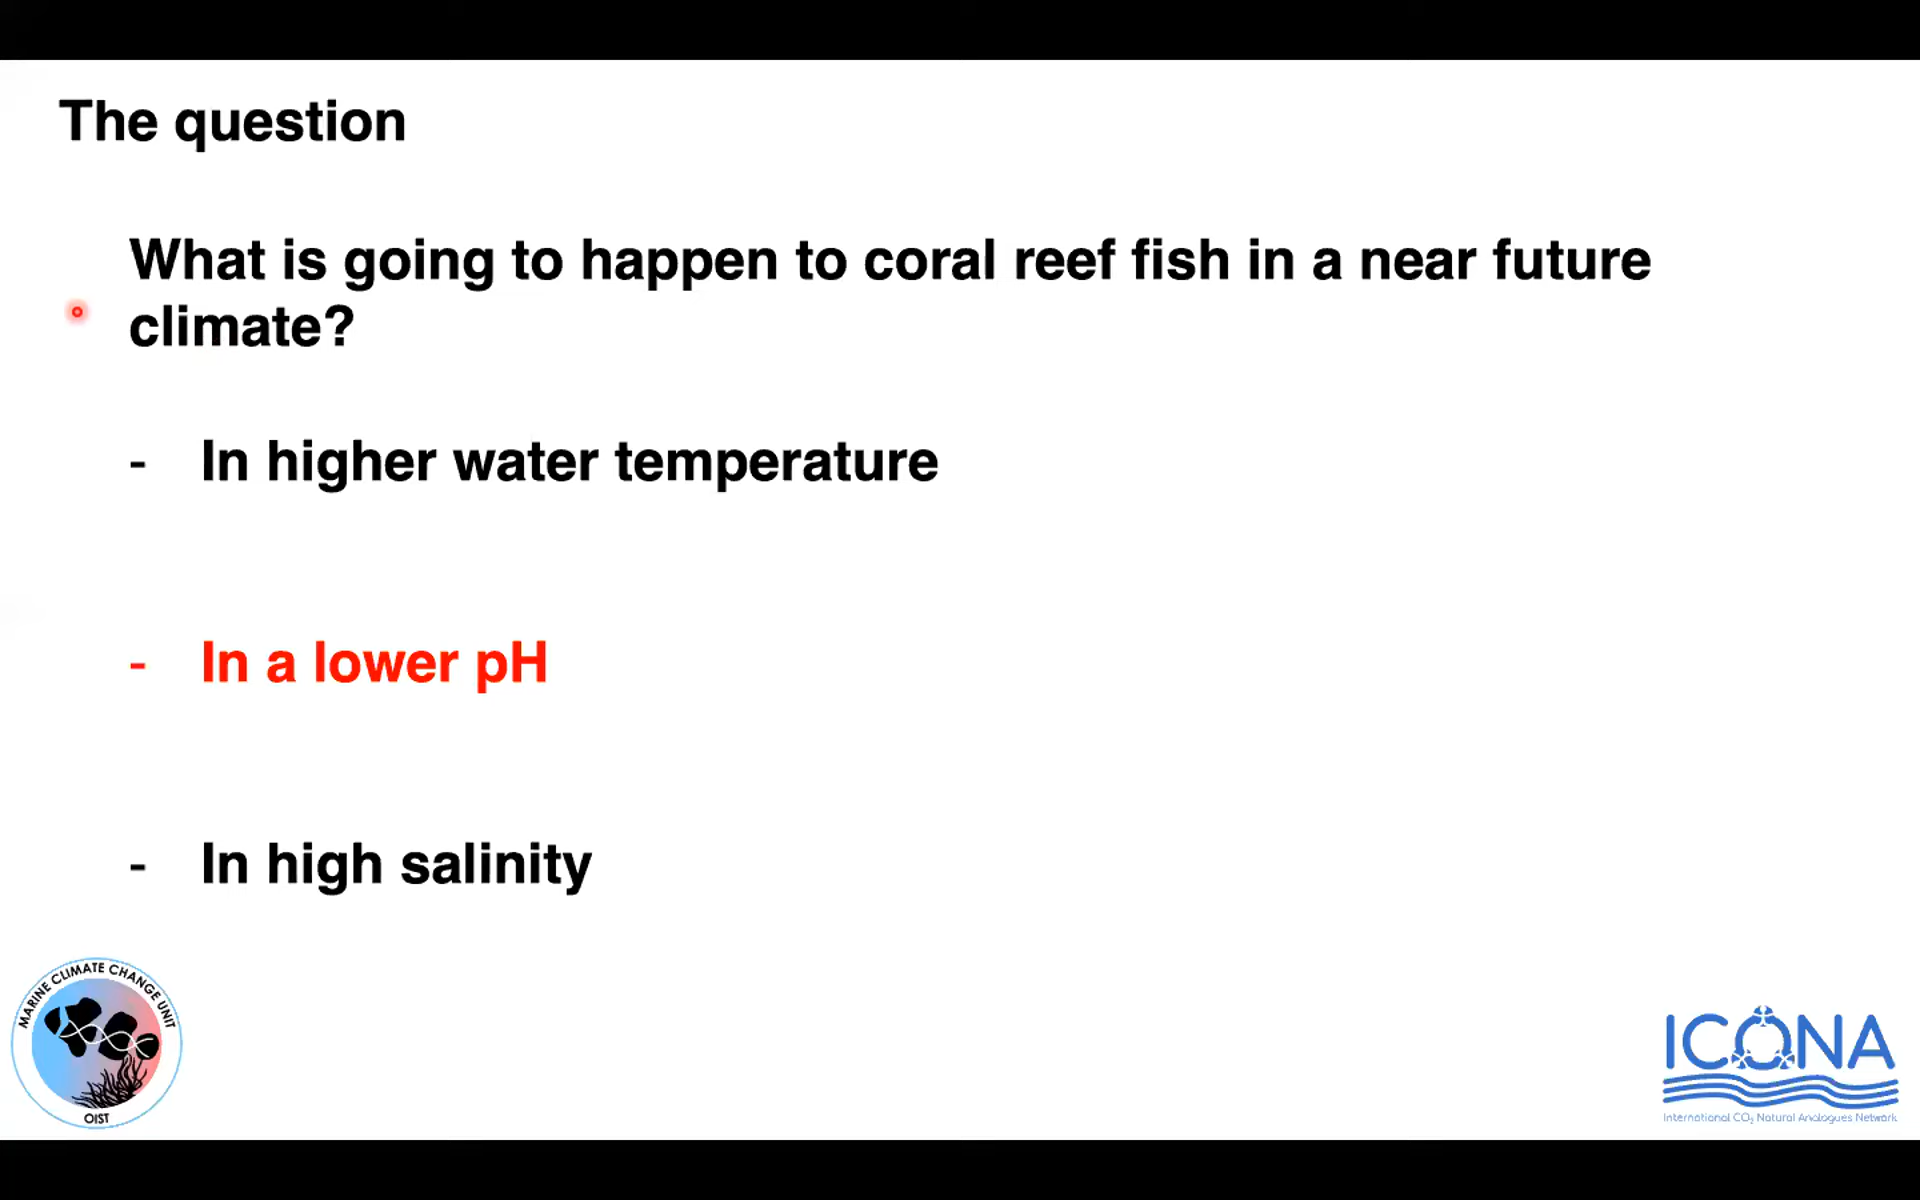 The question
What is going to happen to coral reef fish in a near future
climate?
- In higher water temperature
- In a lower pH
- In high salinity
MARINE CLIMATE CHANGE UNIT
OIST
ICONA
International CO₂ Natural Analogues Network